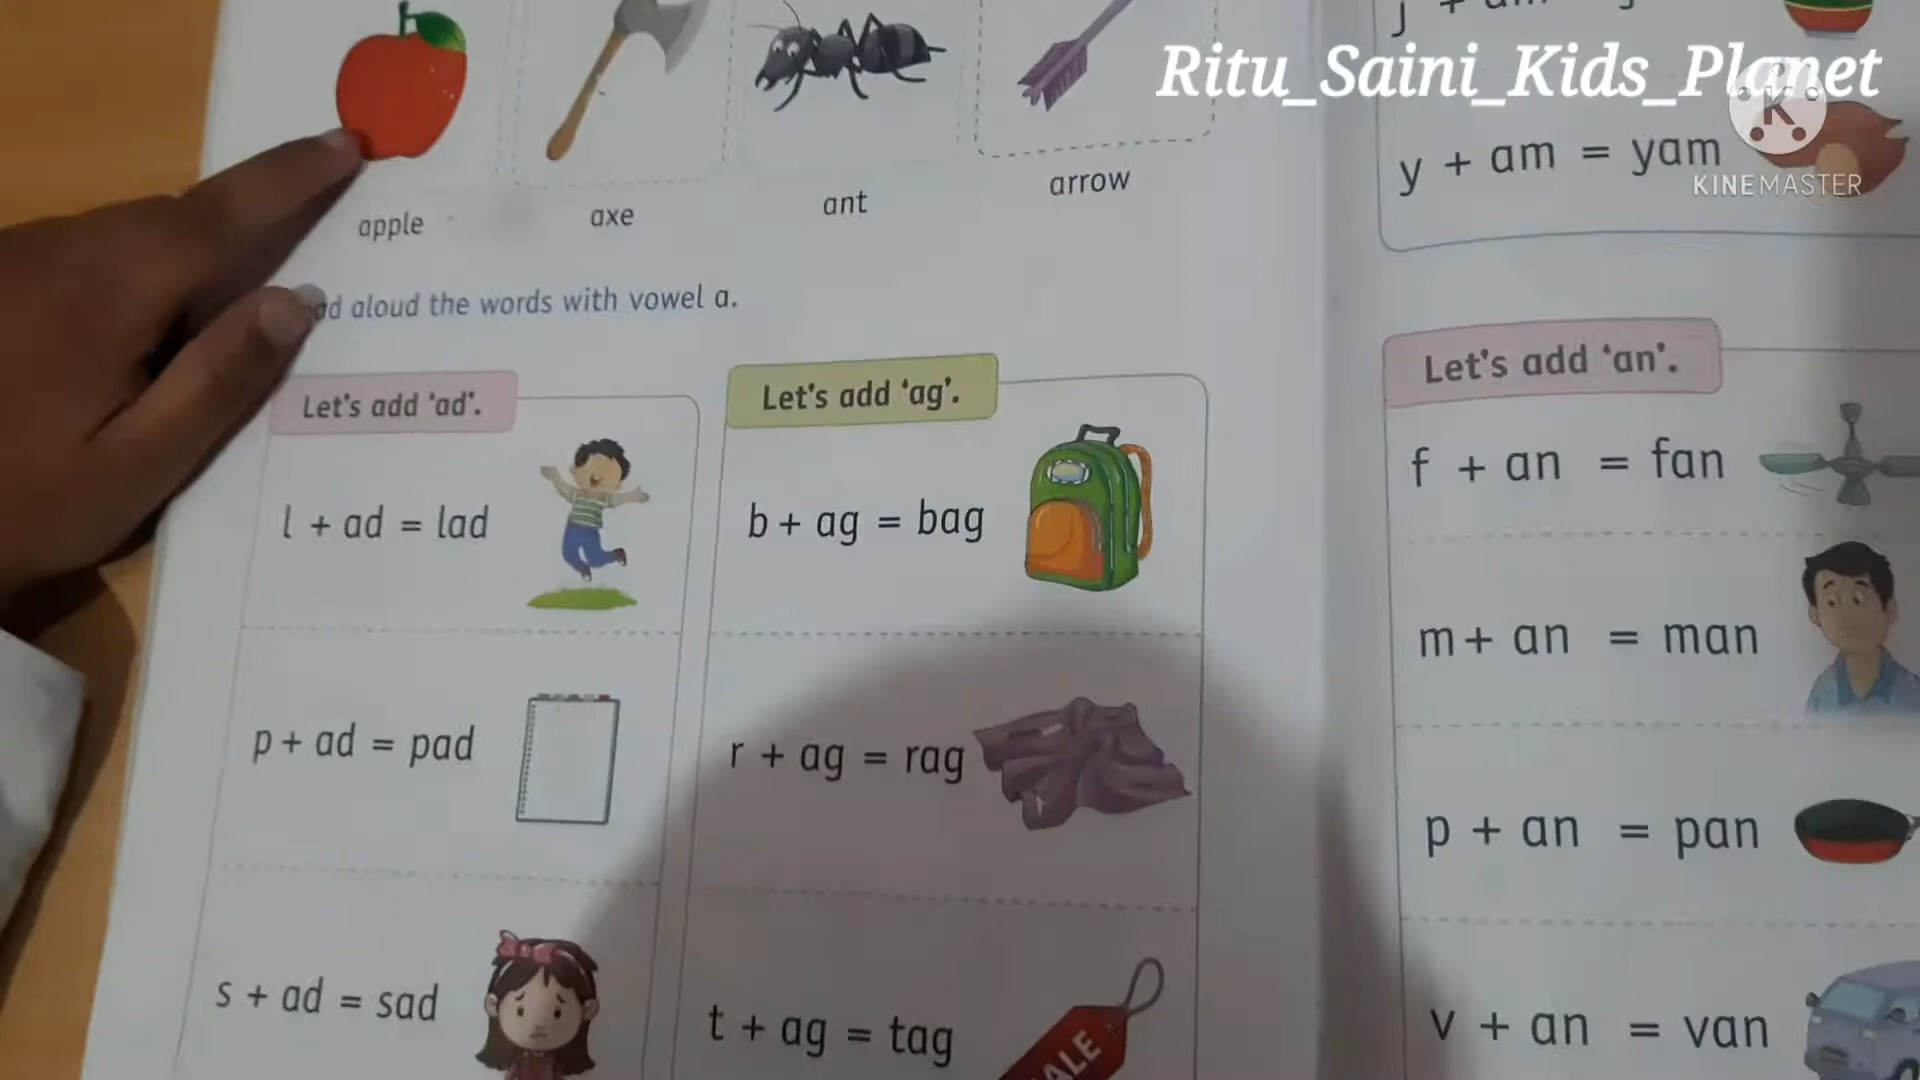 Ritu_Saini_Kids_Planet
KINEMASTER
apple
axe
ant
arrow
aloud the words with vowel a.
Let's add 'ad'.
l + ad = lad
p + ad = pad
s + ad = sad
Let's add 'ag'.
b + ag = bag
r + ag = rag
t + ag = tag
y + am = yam
Let's add 'an'.
f + an = fan
m + an = man
p + an = pan
v + an = van